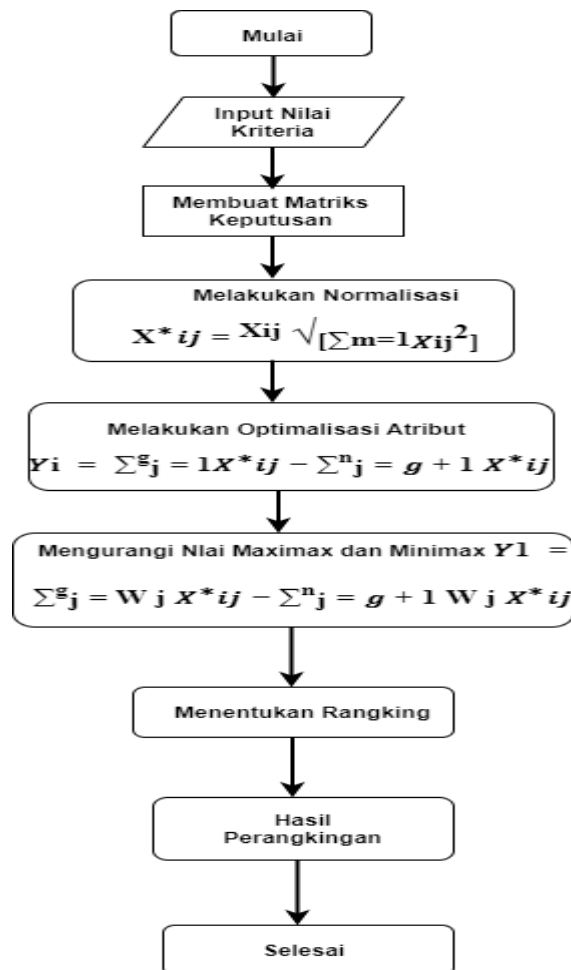 Mulai
Input Nilai
Kriteria
Membuat Matriks
Keputusan
Melakukan Normalisasi
X* ij = Xij √[∑m=1Xij²]
Melakukan Optimalisasi Atribut
Yi = ∑ᵍj = 1X*ij − ∑ⁿj = g + 1 X*ij
Mengurangi Nlai Maximax dan Minimax Y1 =
∑ᵍj = W j X*ij − ∑ⁿj = g + 1 W j X*ij
Menentukan Rangking
Hasil
Perangkingan
Selesai